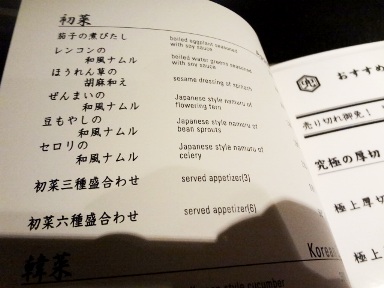 初菜
茄子の煮びたし
boiled eggplant seasoned
with soy sauce
レンコンの
和風ナムル
boiled water greens seasoned
with soy sauce
ほうれん草の
胡麻和え
sesame dressing of sprouts
ぜんまいの
和風ナムル
Japanese style namuru of
flowering fern
豆もやしの
和風ナムル
Japanese style namuru of
bean sprouts
セロリの
和風ナムル
Japanese style namuru of
celery
初菜三種盛合わせ
served appetizer(3)
初菜六種盛合わせ
served appetizer(6)
韓菜
Korean
style cucumber
おすすめ
売り切れ御免!
究極の厚切
極上厚切
極上